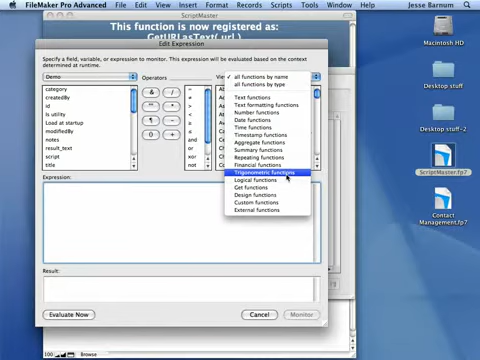 FileMaker Pro Advanced File Edit View Insert Format Records Scripts Tools Window Help Jesse Barnum
ScriptMaster
This function is now registered as:
GetURLasText( url )
Edit Expression
Specify a field, variable, or expression to monitor. This expression will be evaluated based on the context determined at runtime.
Demo
Operators
category
createdBy
id
Is utility
Load at startup
modifiedBy
notes
result_text
script
title
& /
" *
¶ -
() +
=
≠
>
<
≤
and
or
xor
not
✓ all functions by name
all functions by type
Text functions
Text formatting functions
Number functions
Date functions
Time functions
Timestamp functions
Aggregate functions
Summary functions
Repeating functions
Financial functions
Trigonometric functions
Logical functions
Get functions
Design functions
Custom functions
External functions
Expression:
Result:
Evaluate Now
Cancel
Monitor
100
Browse
Macintosh HD
Desktop stuff
Desktop stuff-2
ScriptMaster.fp7
Contact
Management.fp7